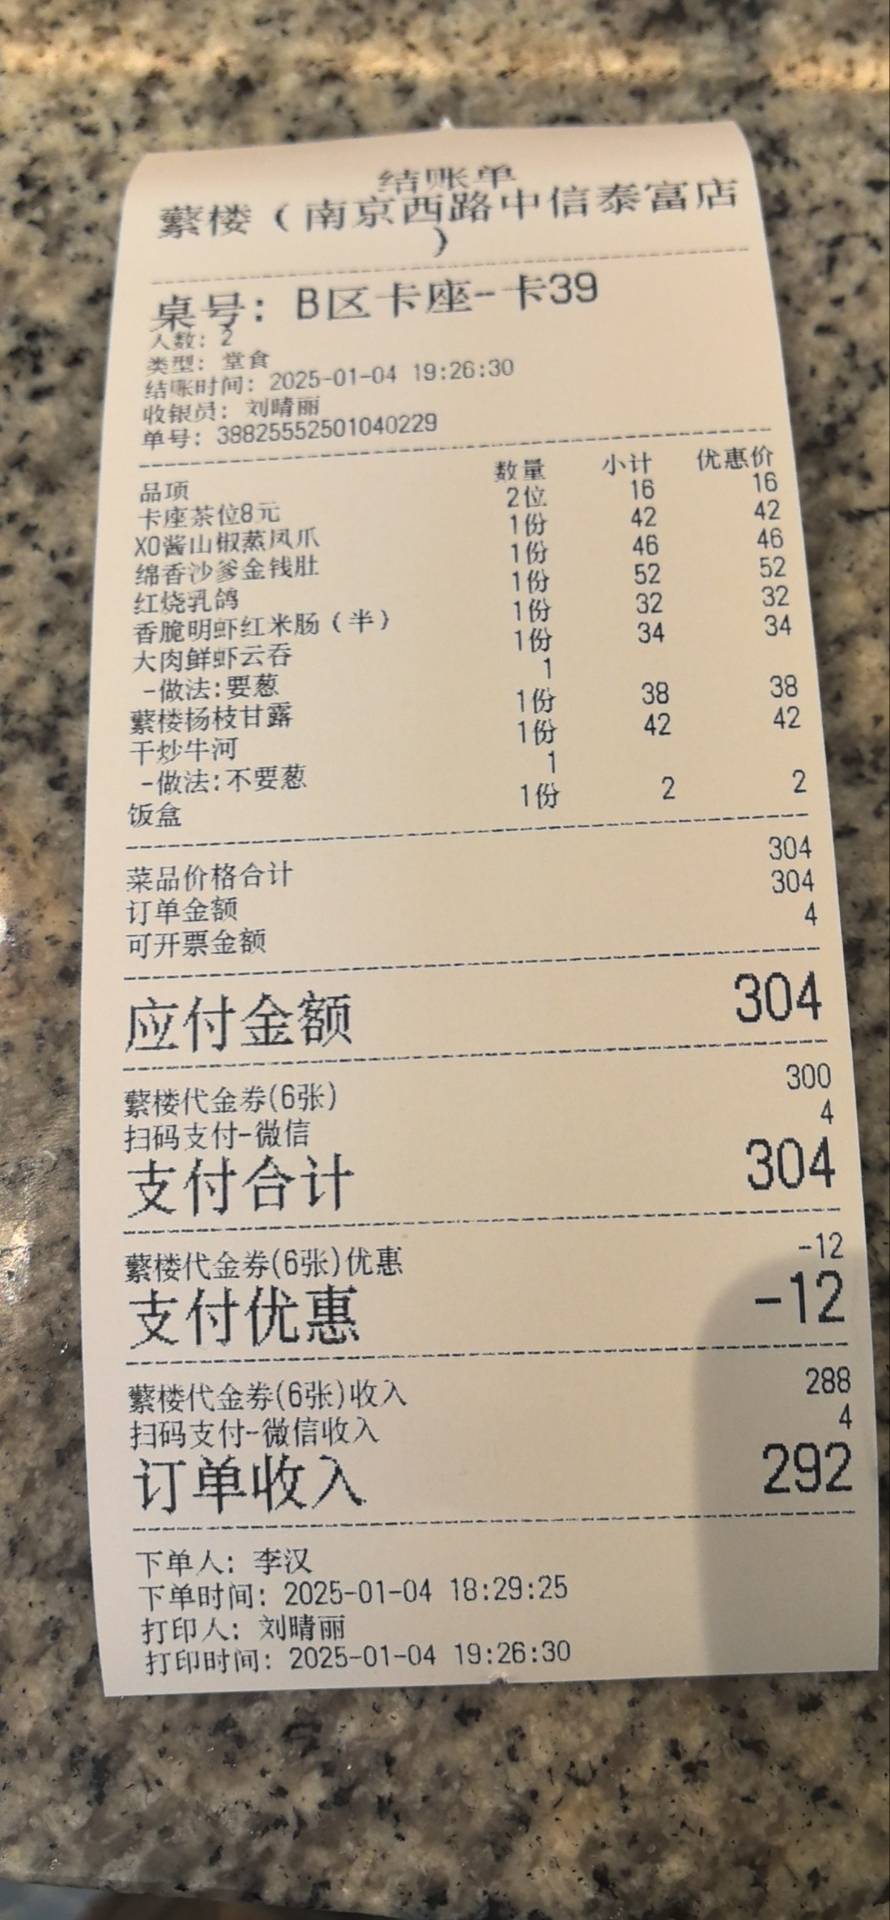 结账单
蘩楼（南京西路中信泰富店
）
桌号：B区卡座--卡39
人数：2
类型：堂食
结账时间：2025-01-04 19:26:30
收银员：刘晴丽
单号：38825552501040229
品项 数量 小计 优惠价
卡座茶位8元 2位 16 16
XO酱山椒蒸凤爪 1份 42 42
绵香沙爹金钱肚 1份 46 46
红烧乳鸽 1份 52 52
香脆明虾红米肠（半） 1份 32 32
大肉鲜虾云吞 1份 34 34
-做法:要葱 1
蘩楼杨枝甘露 1份 38 38
干炒牛河 1份 42 42
-做法:不要葱 1
饭盒 1份 2 2
菜品价格合计 304
订单金额 304
可开票金额 4
应付金额 304
蘩楼代金券(6张) 300
扫码支付-微信 4
支付合计 304
蘩楼代金券(6张)优惠 -12
支付优惠 -12
蘩楼代金券(6张)收入 288
扫码支付-微信收入 4
订单收入 292
下单人：李汉
下单时间：2025-01-04 18:29:25
打印人：刘晴丽
打印时间：2025-01-04 19:26:30